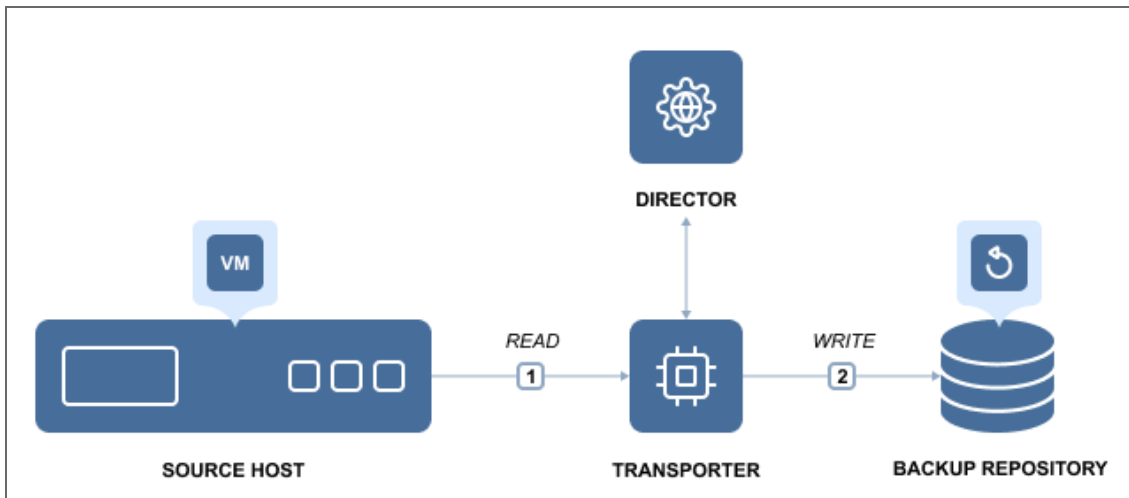 DIRECTOR
VM
READ
1
WRITE
2
SOURCE HOST
TRANSPORTER
BACKUP REPOSITORY